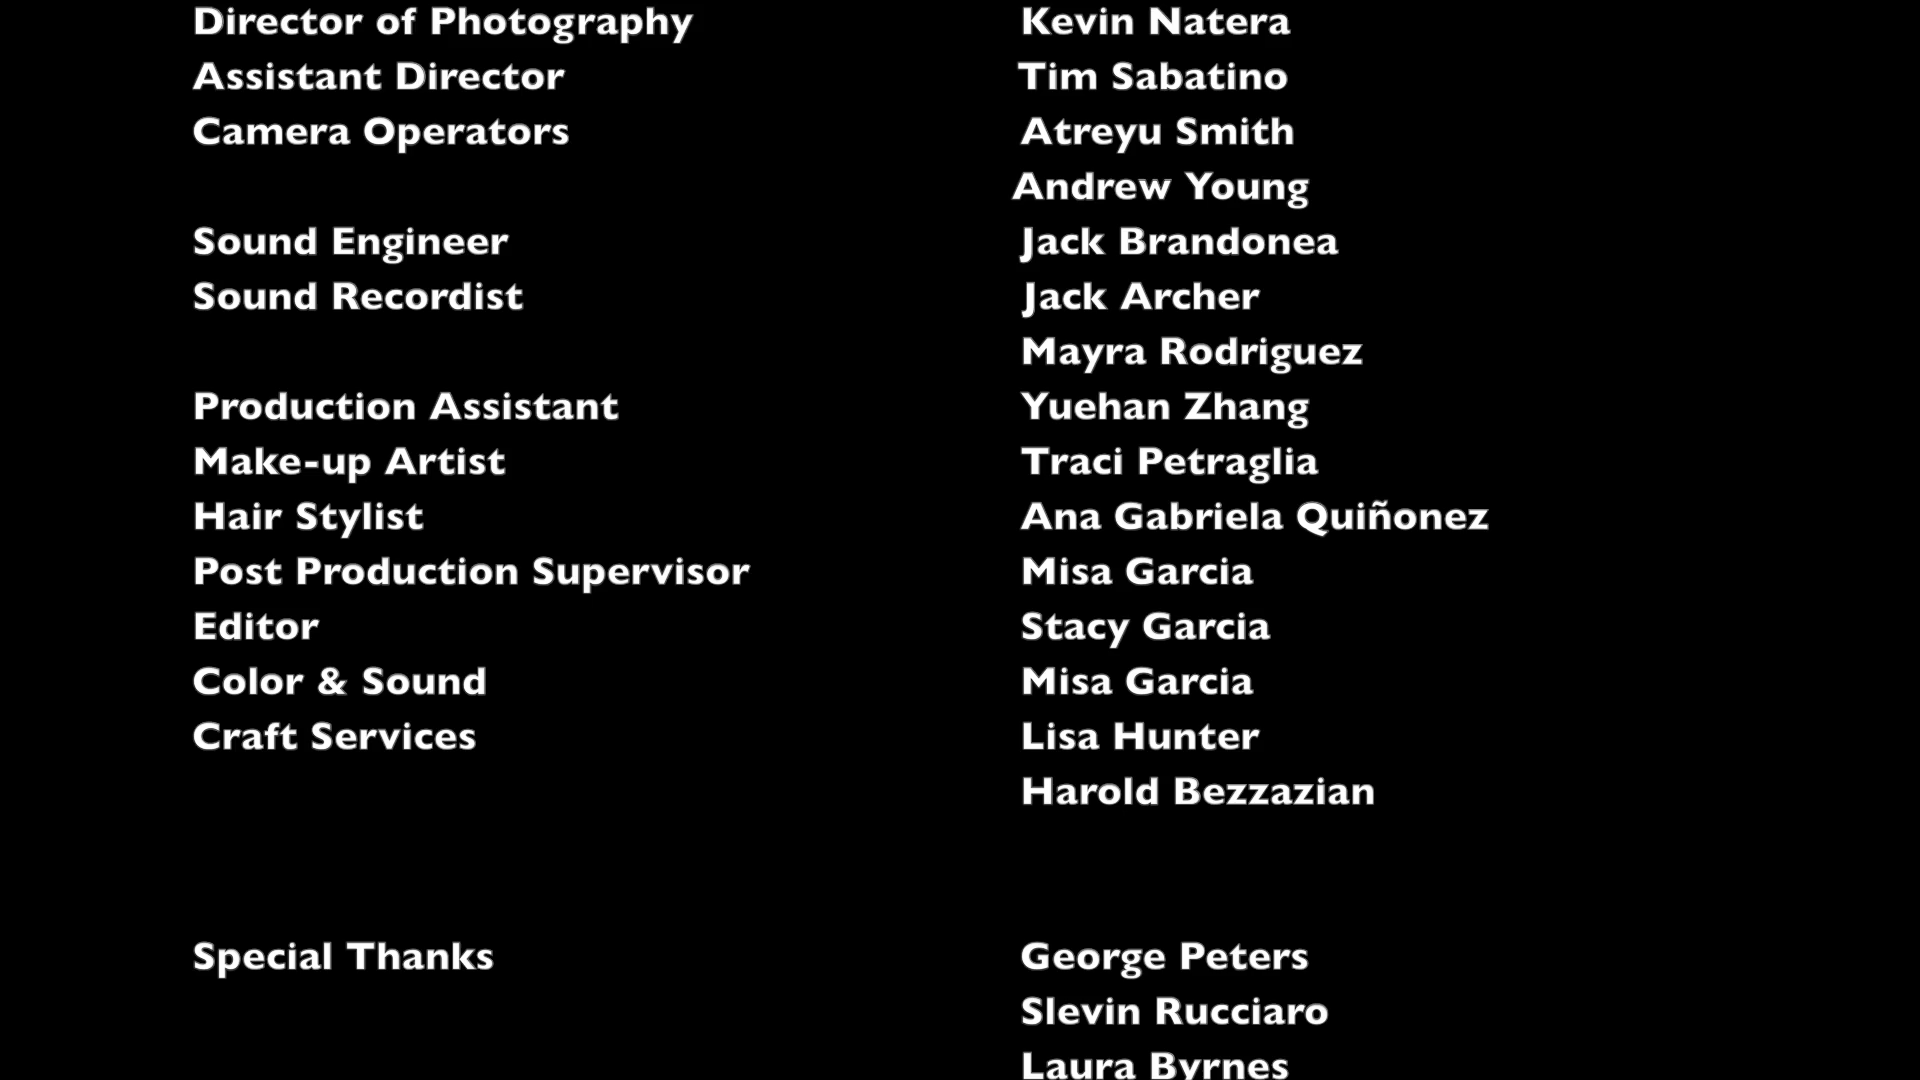 Director of Photography Kevin Natera
Assistant Director Tim Sabatino
Camera Operators Atreyu Smith
Andrew Young
Sound Engineer Jack Brandonea
Sound Recordist Jack Archer
Mayra Rodriguez
Production Assistant Yuehan Zhang
Make-up Artist Traci Petraglia
Hair Stylist Ana Gabriela Quiñonez
Post Production Supervisor Misa Garcia
Editor Stacy Garcia
Color & Sound Misa Garcia
Craft Services Lisa Hunter
Harold Bezzazian
Special Thanks George Peters
Slevin Rucciaro
Laura Byrnes